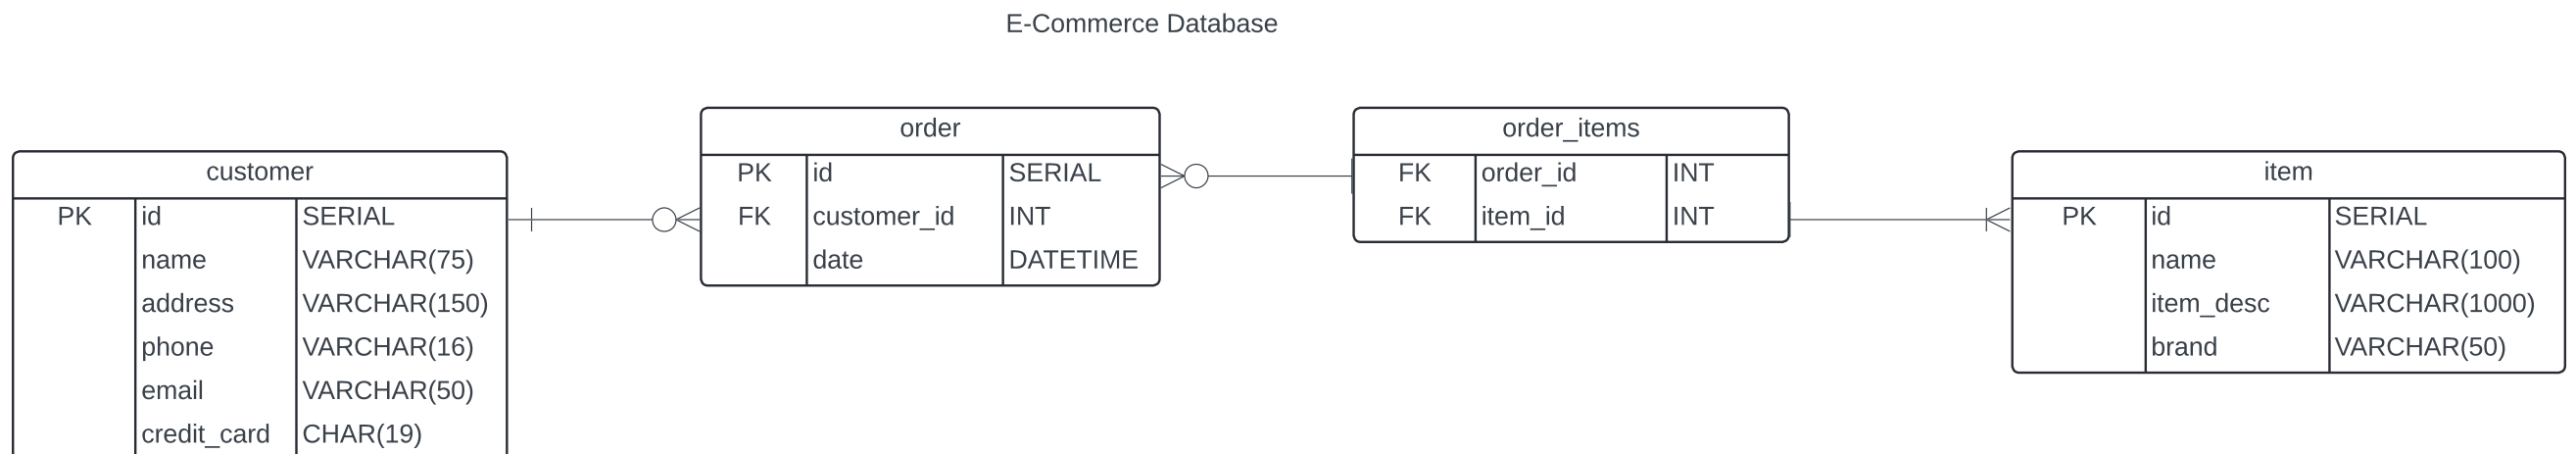 E-Commerce Database
customer
PK id SERIAL
name VARCHAR(75)
address VARCHAR(150)
phone VARCHAR(16)
email VARCHAR(50)
credit_card CHAR(19)
order
PK id SERIAL
FK customer_id INT
date DATETIME
order_items
FK order_id INT
FK item_id INT
item
PK id SERIAL
name VARCHAR(100)
item_desc VARCHAR(1000)
brand VARCHAR(50)